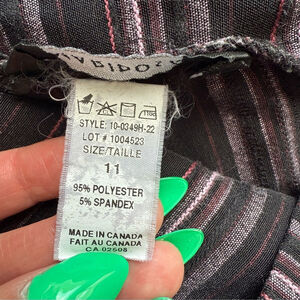 STYLE: 10-0349H-22
LOT # 1004523
SIZE/TAILLE
11
95% POLYESTER
5% SPANDEX
MADE IN CANADA
FAIT AU CANADA
CA 02508